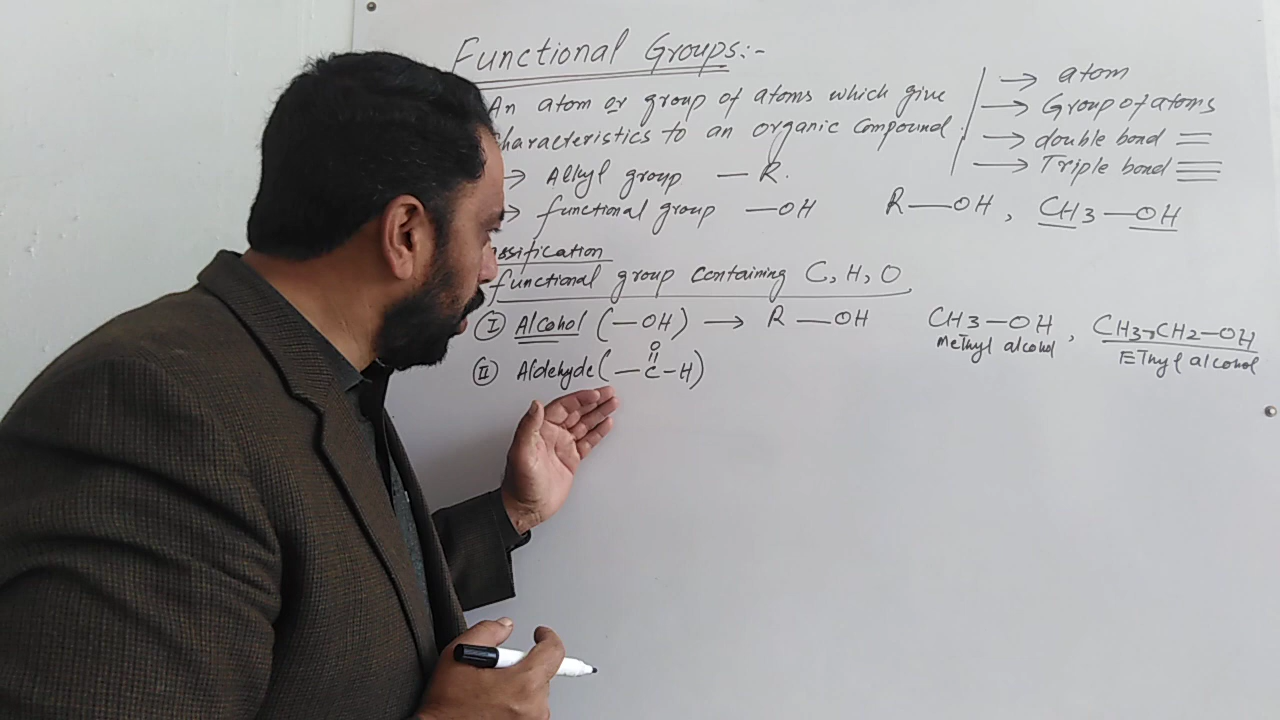 Functional Groups:-
An atom or group of atoms which give
characteristics to an organic compound.
→ atom
→ Group of atoms
→ double bond =
→ Triple bond ≡
→ Alkyl group — R.
→ functional group —OH R—OH, CH3—OH
ssification
functional group containing C, H, O
(I) Alcohol (—OH) → R—OH CH3—OH, CH3-CH2—OH
Methyl alcohol Ethyl alcohol
O
||
(II) Aldehyde (—C—H)